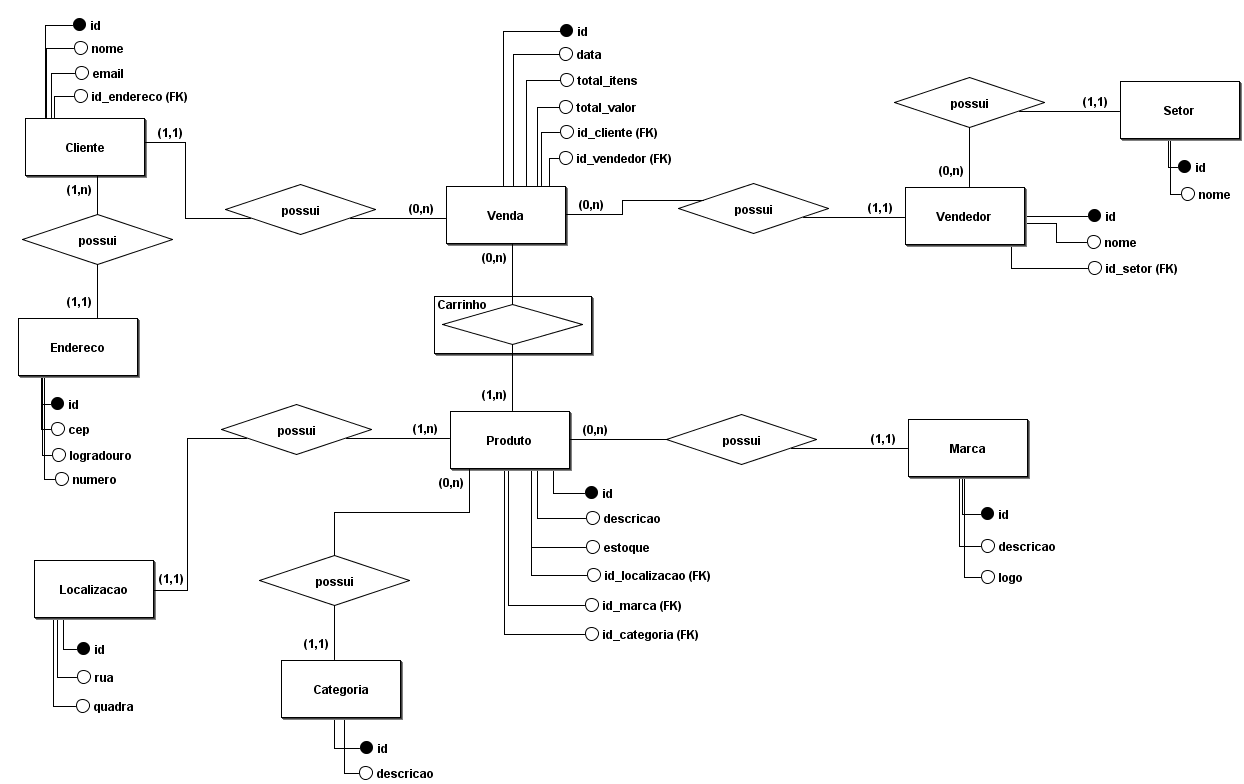 id
nome
email
id_endereco (FK)
Cliente
(1,1)
(1,n)
possui
(1,1)
Endereco
id
cep
logradouro
numero
possui
(0,n)
id
data
total_itens
total_valor
id_cliente (FK)
id_vendedor (FK)
Venda
(0,n)
possui
(1,1)
Vendedor
id
nome
id_setor (FK)
(0,n)
possui
(1,1)
Setor
id
nome
(0,n)
Carrinho
(1,n)
Produto
id
descricao
estoque
id_localizacao (FK)
id_marca (FK)
id_categoria (FK)
(0,n)
possui
(1,1)
Marca
id
descricao
logo
(1,n)
possui
(1,1)
Localizacao
id
rua
quadra
(0,n)
possui
(1,1)
Categoria
id
descricao